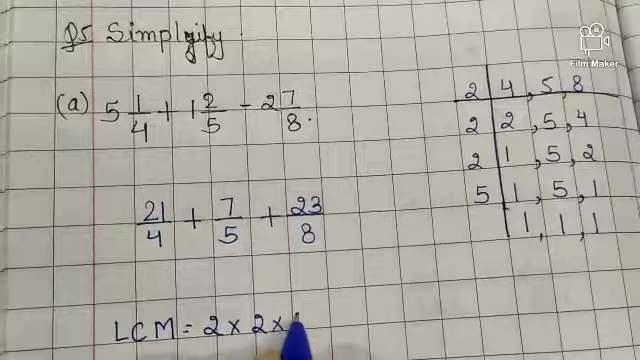 Q5 Simplify.
(a) 5 1/4 + 1 2/5 - 2 7/8.
21/4 + 7/5 + 23/8
LCM = 2 × 2 ×
2 | 4, 5, 8
2 | 2, 5, 4
2 | 1, 5, 2
5 | 1, 5, 1
| 1, 1, 1
Film Maker